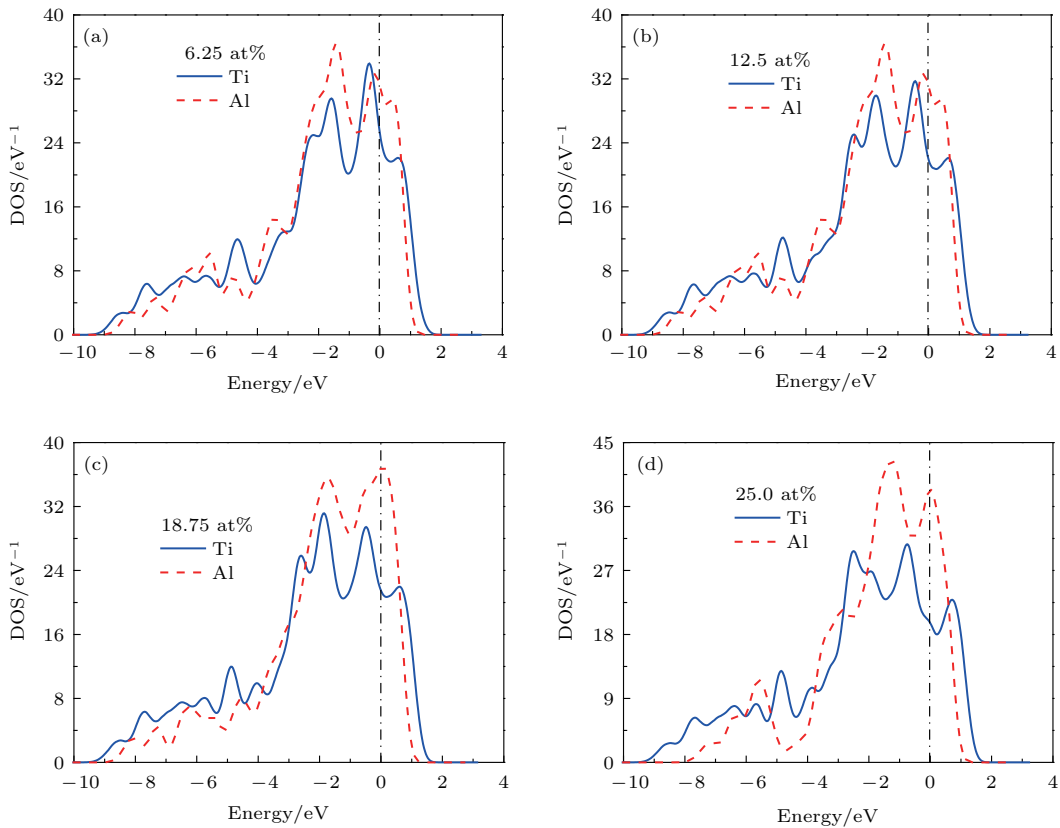 40
(a)
6.25 at%
32
Ti
Al
24
DOS/eV−1
16
8
0
−10 −8 −6 −4 −2 0 2 4
Energy/eV
40
(b)
12.5 at%
32
Ti
Al
24
DOS/eV−1
16
8
0
−10 −8 −6 −4 −2 0 2 4
Energy/eV
40
(c)
32
18.75 at%
Ti
Al
24
DOS/eV−1
16
8
0
−10 −8 −6 −4 −2 0 2 4
Energy/eV
45
(d)
25.0 at%
36
Ti
Al
27
DOS/eV−1
18
9
0
−10 −8 −6 −4 −2 0 2 4
Energy/eV